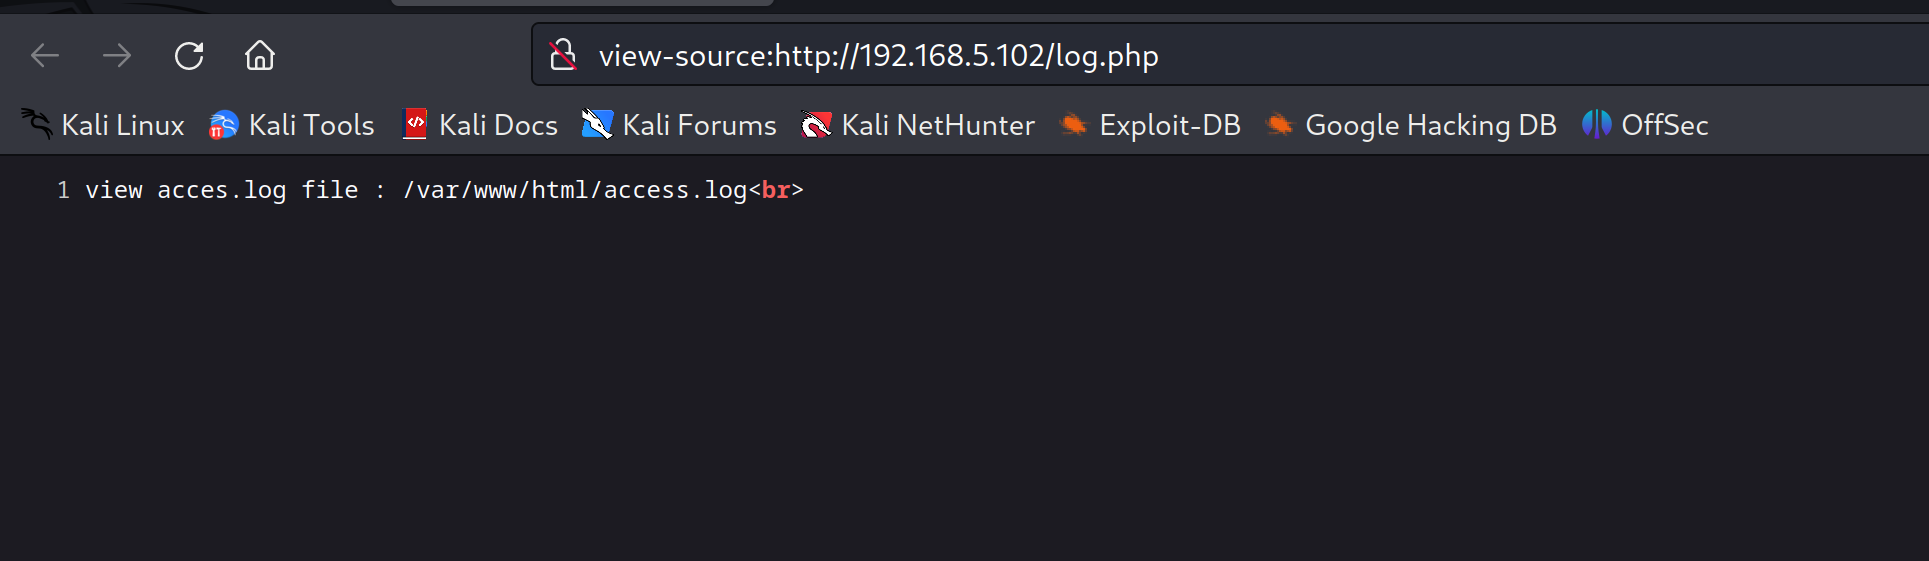 view-source:http://192.168.5.102/log.php
Kali Linux Kali Tools Kali Docs Kali Forums Kali NetHunter Exploit-DB Google Hacking DB OffSec
1 view acces.log file : /var/www/html/access.log<br>